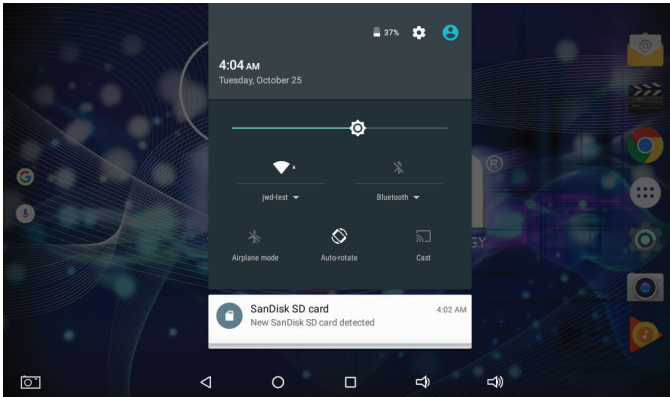 37%
4:04 AM
Tuesday, October 25
®
jwd-test
Bluetooth
GY
Airplane mode
Auto-rotate
Cast
SanDisk SD card
4:02 AM
New SanDisk SD card detected